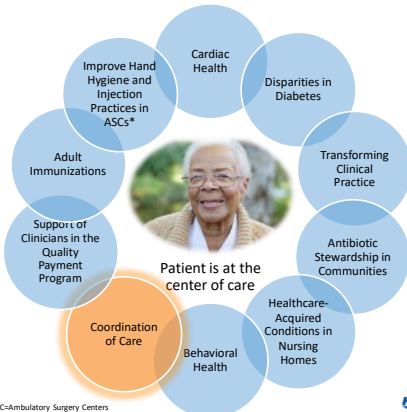 Cardiac
Health
Disparities in
Diabetes
Transforming
Clinical
Practice
Antibiotic
Stewardship in
Communities
Healthcare-
Acquired
Conditions in
Nursing
Homes
Behavioral
Health
Coordination
of Care
Support of
Clinicians in the
Quality
Payment
Program
Adult
Immunizations
Improve Hand
Hygiene and
Injection
Practices in
ASCs*
Patient is at the
center of care
C=Ambulatory Surgery Centers